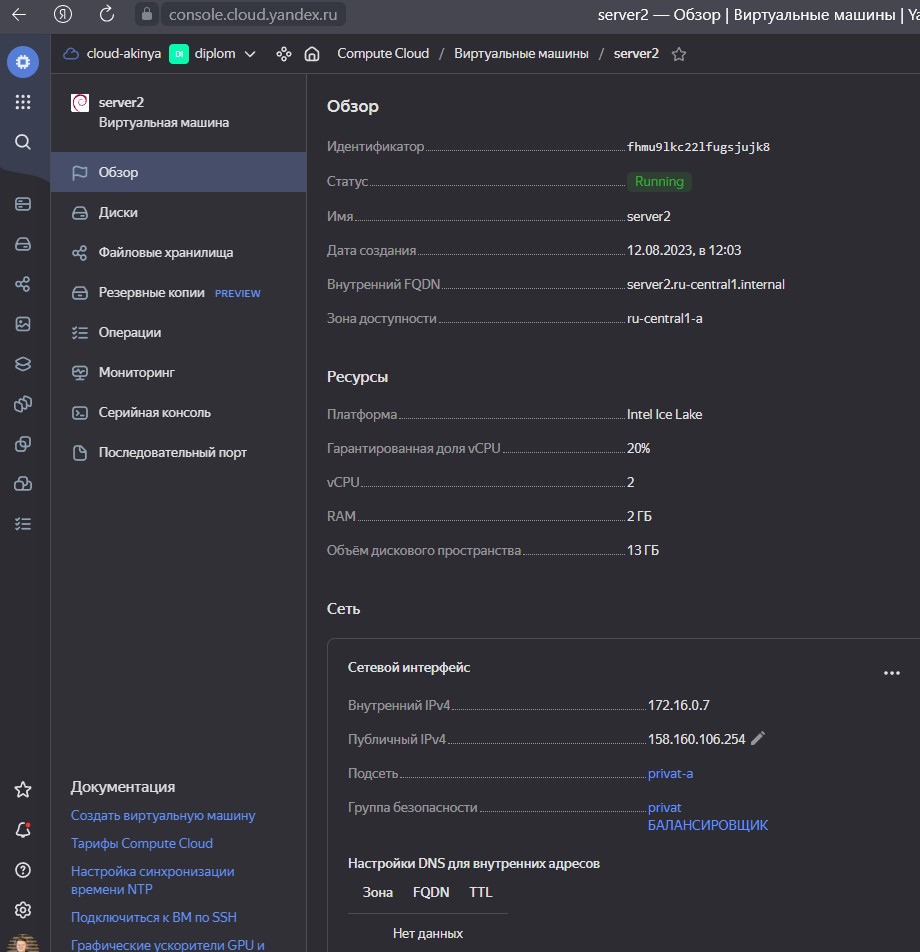 Я
console.cloud.yandex.ru
server2 — Обзор | Виртуальные машины | Ya
cloud-akinya DI diplom Compute Cloud / Виртуальные машины / server2
server2
Виртуальная машина
Обзор
Диски
Файловые хранилища
Резервные копии PREVIEW
Операции
Мониторинг
Серийная консоль
Последовательный порт
Документация
Создать виртуальную машину
Тарифы Compute Cloud
Настройка синхронизации
времени NTP
Подключиться к ВМ по SSH
Графические ускорители GPU и
Обзор
Идентификатор fhmu9lkc22lfugsjujk8
Статус Running
Имя server2
Дата создания 12.08.2023, в 12:03
Внутренний FQDN server2.ru-central1.internal
Зона доступности ru-central1-a
Ресурсы
Платформа Intel Ice Lake
Гарантированная доля vCPU 20%
vCPU 2
RAM 2 ГБ
Объём дискового пространства 13 ГБ
Сеть
Сетевой интерфейс
Внутренний IPv4 172.16.0.7
Публичный IPv4 158.160.106.254
Подсеть privat-a
Группа безопасности privat
БАЛАНСИРОВЩИК
Настройки DNS для внутренних адресов
Зона FQDN TTL
Нет данных